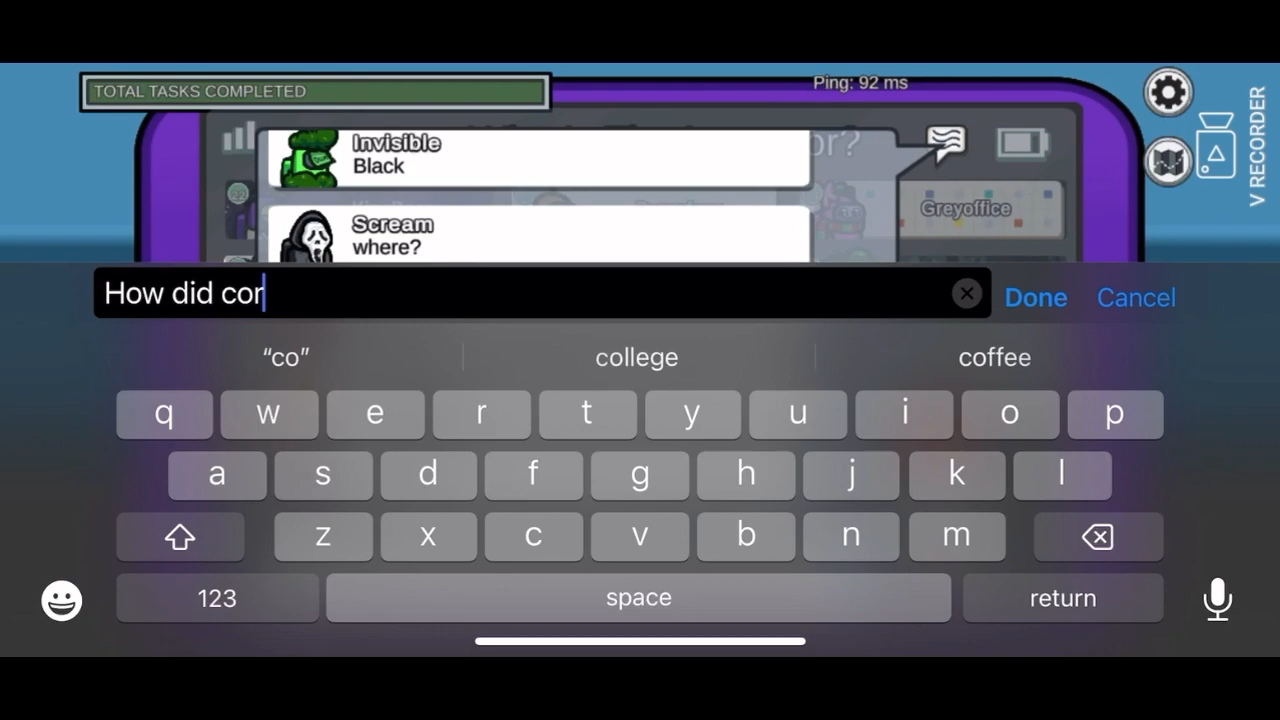 TOTAL TASKS COMPLETED
Ping: 92 ms
or?
Invisible
Black
Greyoffice
Scream
where?
V RECORDER
How did cor
Done
Cancel
“co”
college
coffee
q w e r t y u i o p
a s d f g h j k l
z x c v b n m
123
space
return